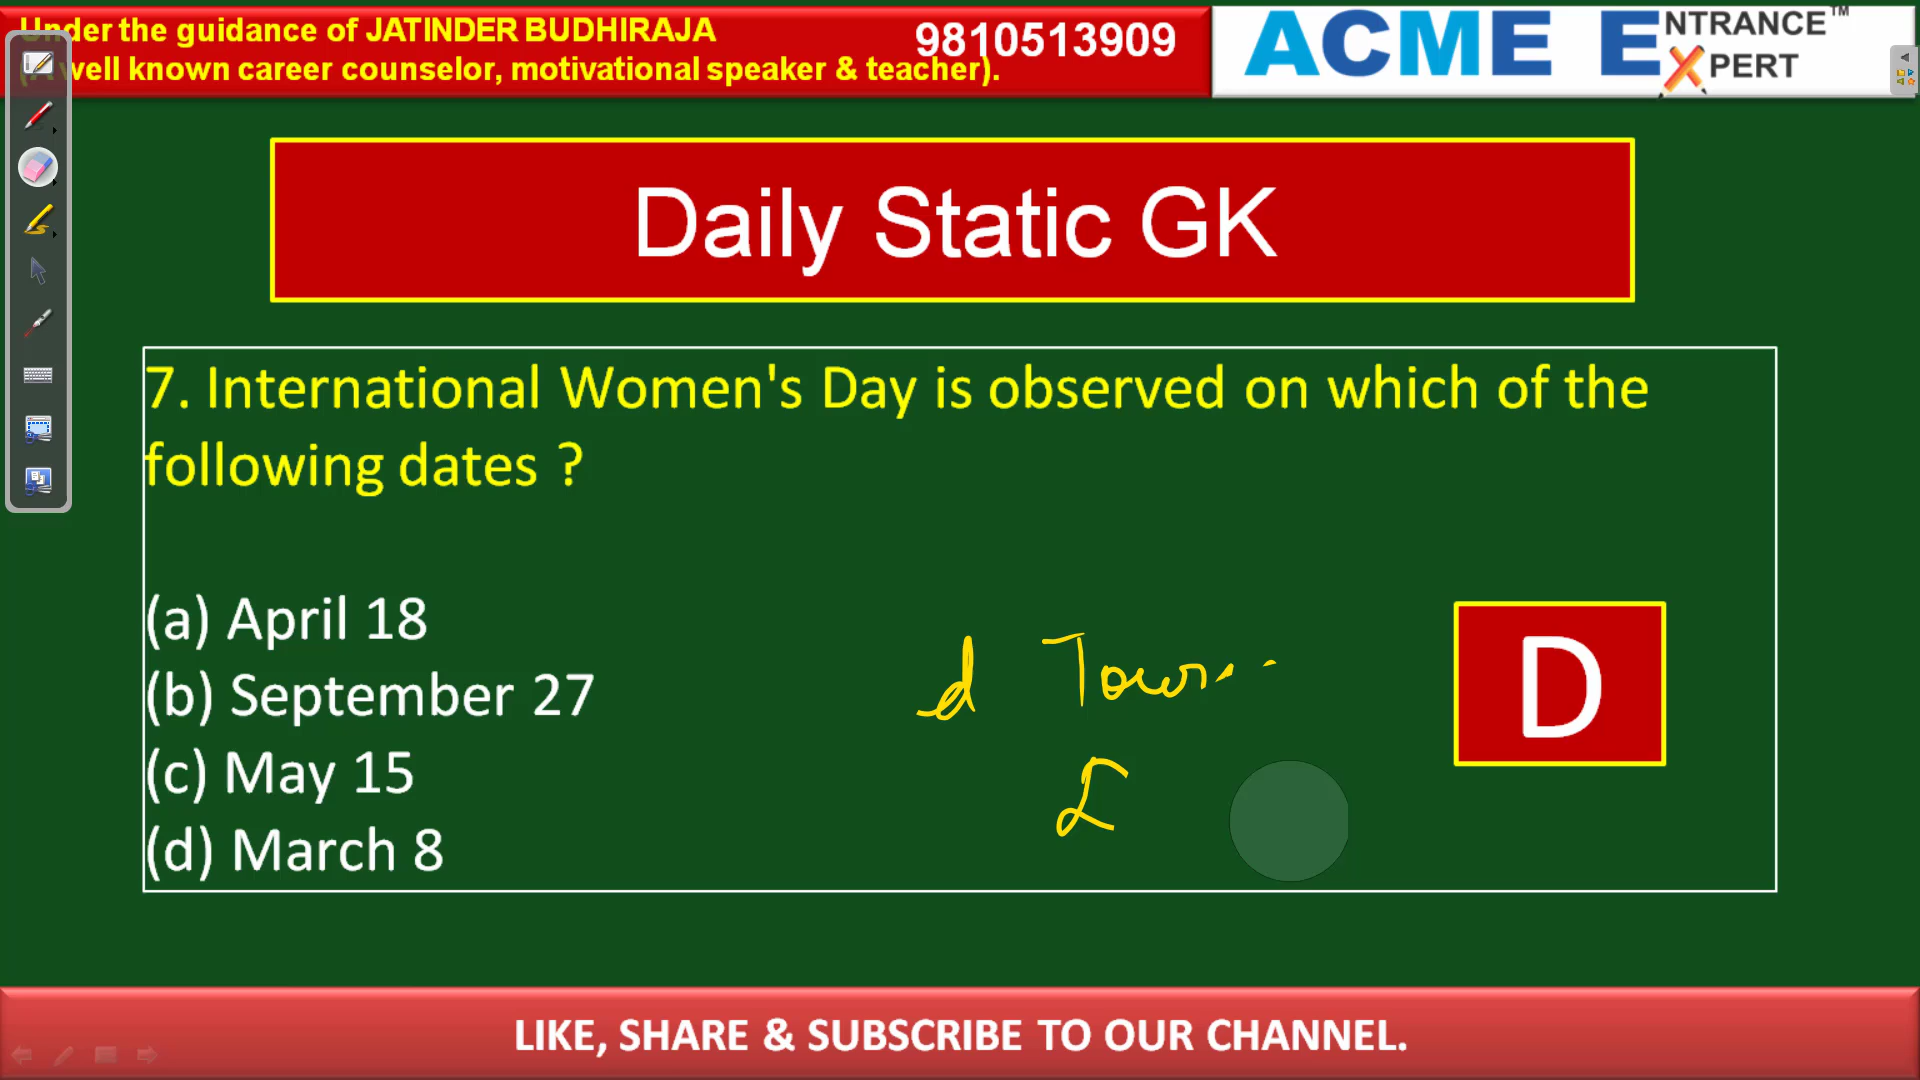 Under the guidance of JATINDER BUDHIRAJA
well known career counselor, motivational speaker & teacher).
9810513909
ACME ENTRANCE EXPERT™
Daily Static GK
7. International Women's Day is observed on which of the
following dates ?
(a) April 18
(b) September 27
(c) May 15
(d) March 8
d
D
LIKE, SHARE & SUBSCRIBE TO OUR CHANNEL.